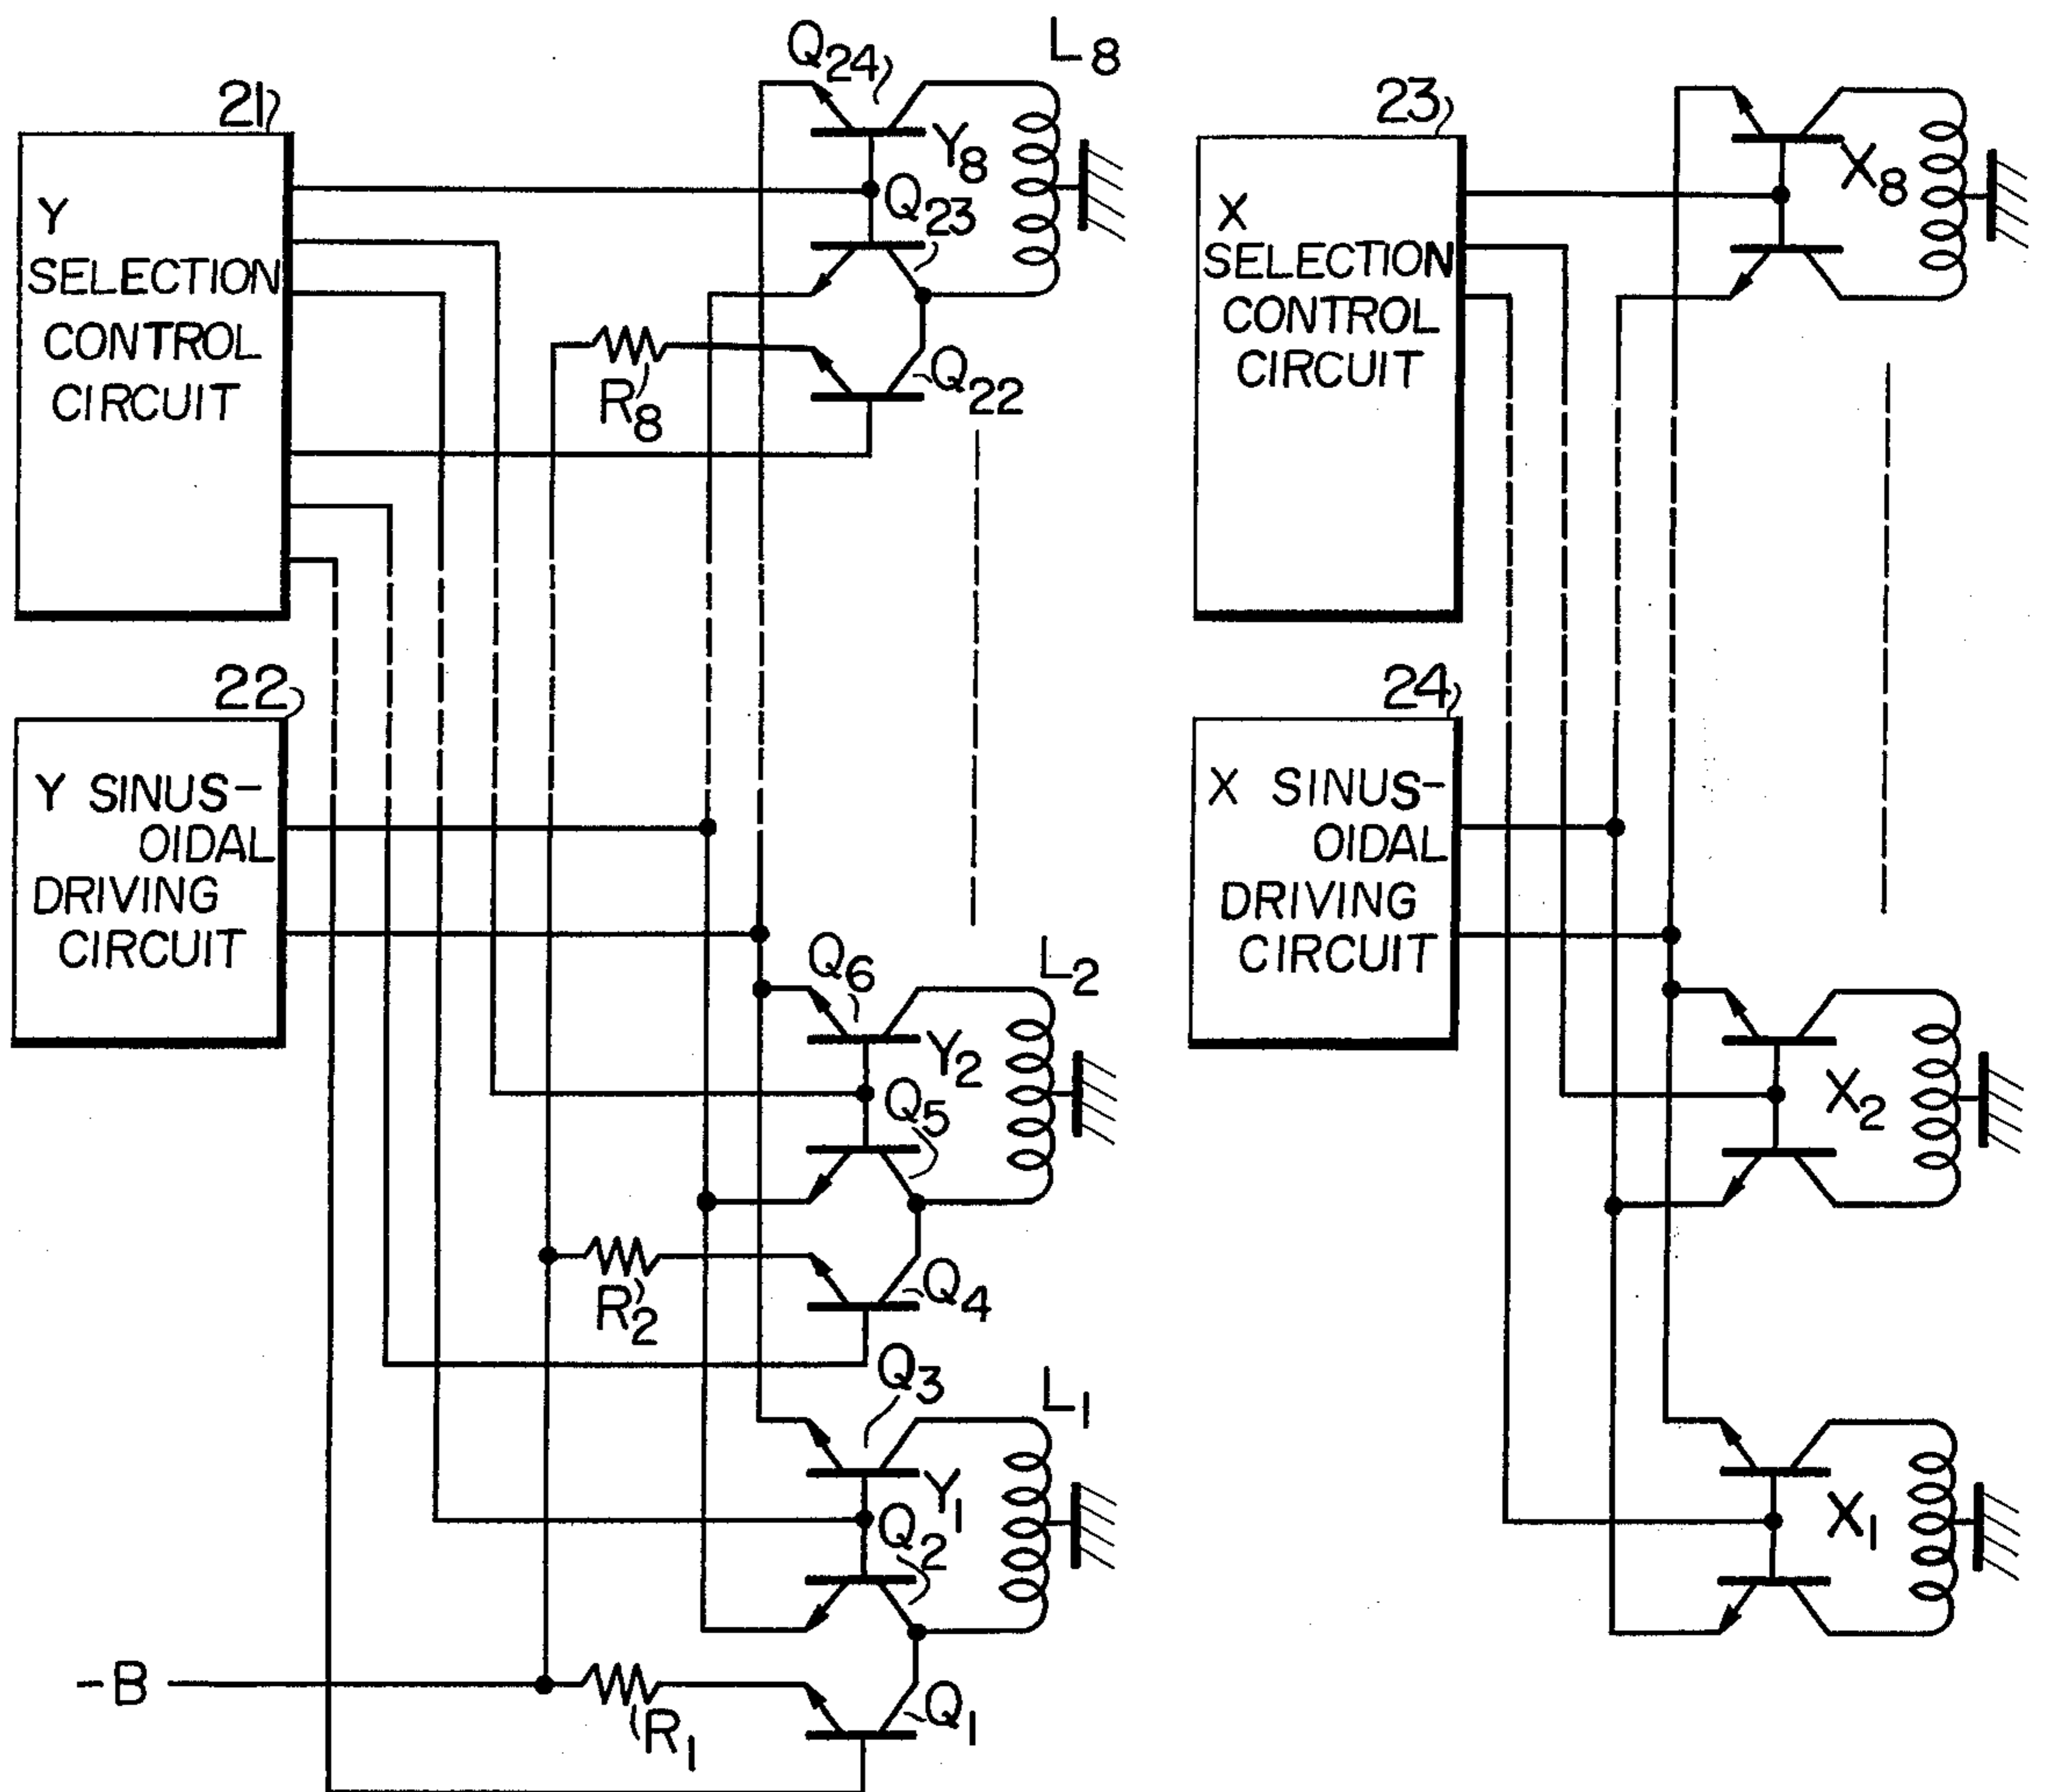 21
Y
SELECTION
CONTROL
CIRCUIT
22
Y SINUS-
OIDAL
DRIVING
CIRCUIT
-B
Q24
L8
Y8
Q23
R8
Q22
Q6
L2
Y2
Q5
R2
Q4
Q3
L1
Y1
Q2
R1
Q1
23
X
SELECTION
CONTROL
CIRCUIT
24
X SINUS-
OIDAL
DRIVING
CIRCUIT
X8
X2
X1